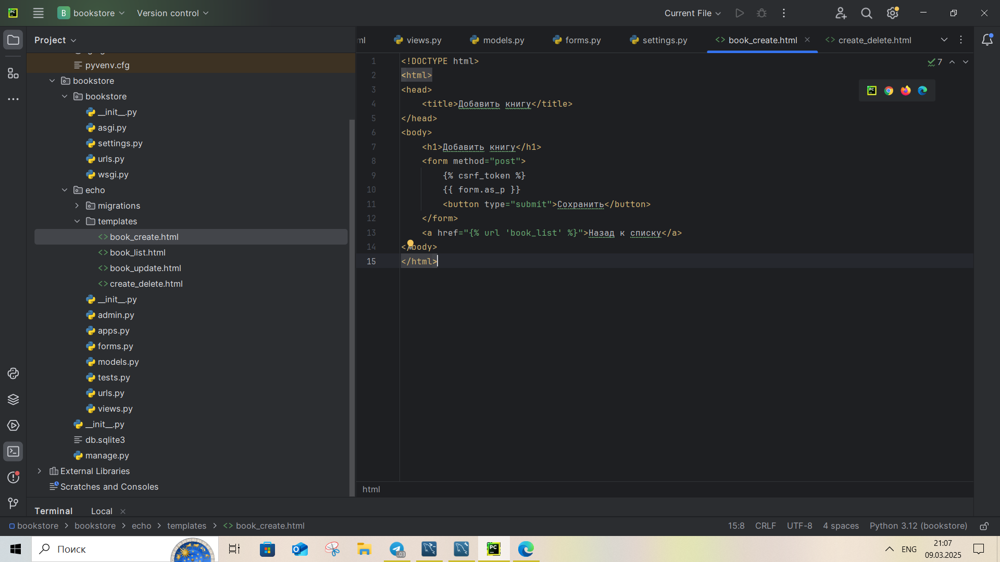 B bookstore
Version control
Current File
Project
ml
views.py
models.py
forms.py
settings.py
book_create.html
create_delete.html
pyvenv.cfg
bookstore
bookstore
__init__.py
asgi.py
settings.py
urls.py
wsgi.py
echo
migrations
templates
book_create.html
book_list.html
book_update.html
create_delete.html
__init__.py
admin.py
apps.py
forms.py
models.py
tests.py
urls.py
views.py
__init__.py
db.sqlite3
manage.py
External Libraries
Scratches and Consoles
1 <!DOCTYPE html>
2 <html>
3 <head>
4 <title>Добавить книгу</title>
5 </head>
6 <body>
7 <h1>Добавить книгу</h1>
8 <form method="post">
9 {% csrf_token %}
10 {{ form.as_p }}
11 <button type="submit">Сохранить</button>
12 </form>
13 <a href="{% url 'book_list' %}">Назад к списку</a>
14 </body>
15 </html>
7
html
Terminal
Local
bookstore
bookstore
echo
templates
book_create.html
15:8
CRLF
UTF-8
4 spaces
Python 3.12 (bookstore)
Поиск
.03
PC
ENG
21:07
09.03.2025